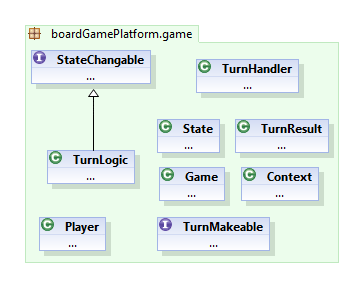 boardGamePlatform.game
I StateChangable
...
C TurnHandler
...
C State
...
C TurnResult
...
C TurnLogic
...
C Game
...
C Context
...
C Player
...
I TurnMakeable
...